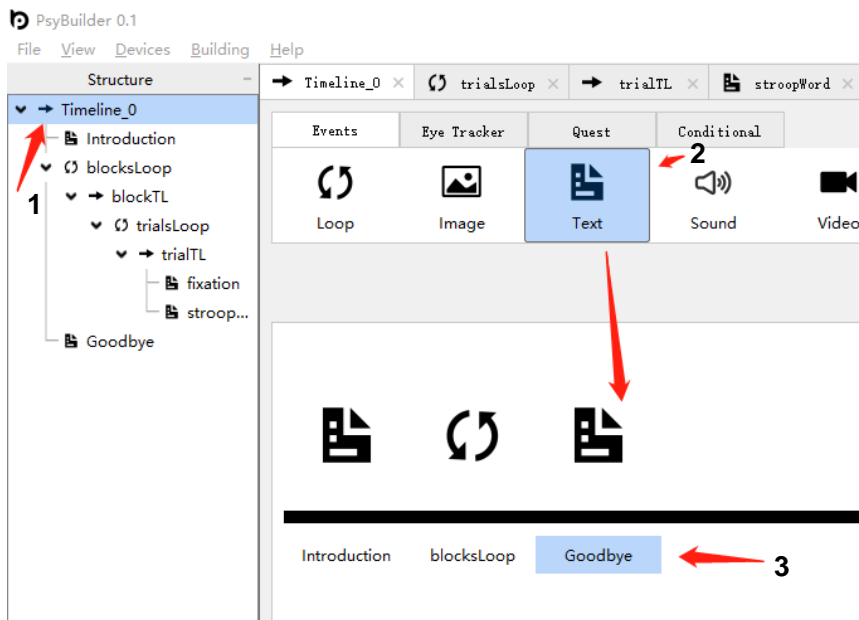 PsyBuilder 0.1
File View Devices Building Help
Structure
Timeline_0
Introduction
blocksLoop
blockTL
trialsLoop
trialTL
fixation
stroop...
Goodbye
1
Timeline_0 trialsLoop trialTL stroopWord
Events Eye Tracker Quest Conditional
2
Loop Image Text Sound Video
Introduction blocksLoop Goodbye
3